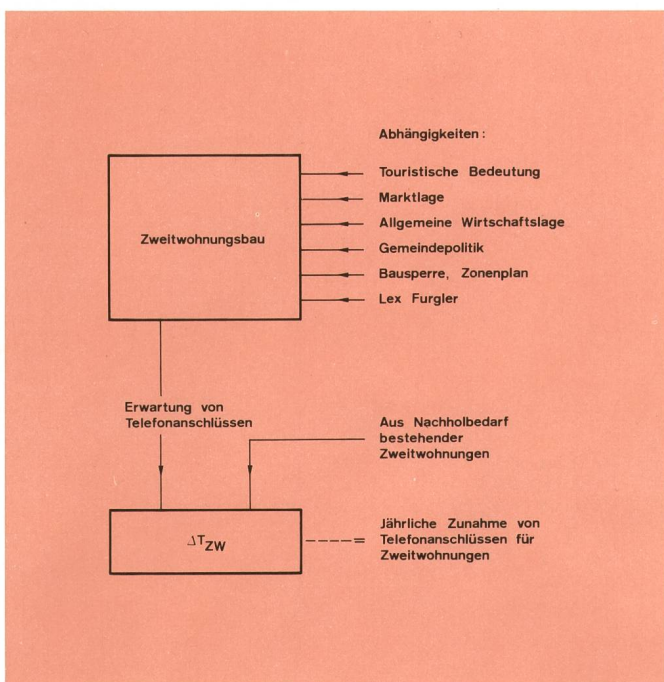 Abhängigkeiten:
Zweitwohnungsbau
Touristische Bedeutung
Marktlage
Allgemeine Wirtschaftslage
Gemeindepolitik
Bausperre, Zonenplan
Lex Furgler
Erwartung von
Telefonanschlüssen
Aus Nachholbedarf
bestehender
Zweitwohnungen
ΔTZW
Jährliche Zunahme von
Telefonanschlüssen für
Zweitwohnungen